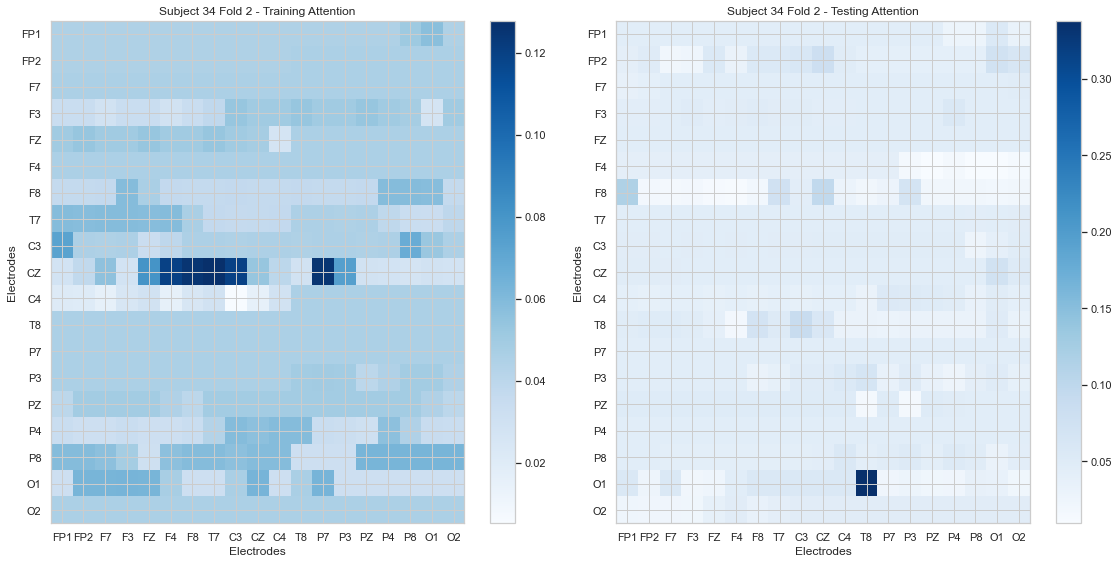 Subject 34 Fold 2 - Training Attention
Electrodes
FP1
FP2
F7
F3
FZ
F4
F8
T7
C3
CZ
C4
T8
P7
P3
PZ
P4
P8
O1
O2
FP1 FP2 F7 F3 FZ F4 F8 T7 C3 CZ C4 T8 P7 P3 PZ P4 P8 O1 O2
Electrodes
0.12
0.10
0.08
0.06
0.04
0.02
Subject 34 Fold 2 - Testing Attention
Electrodes
FP1
FP2
F7
F3
FZ
F4
F8
T7
C3
CZ
C4
T8
P7
P3
PZ
P4
P8
O1
O2
FP1 FP2 F7 F3 FZ F4 F8 T7 C3 CZ C4 T8 P7 P3 PZ P4 P8 O1 O2
Electrodes
0.30
0.25
0.20
0.15
0.10
0.05